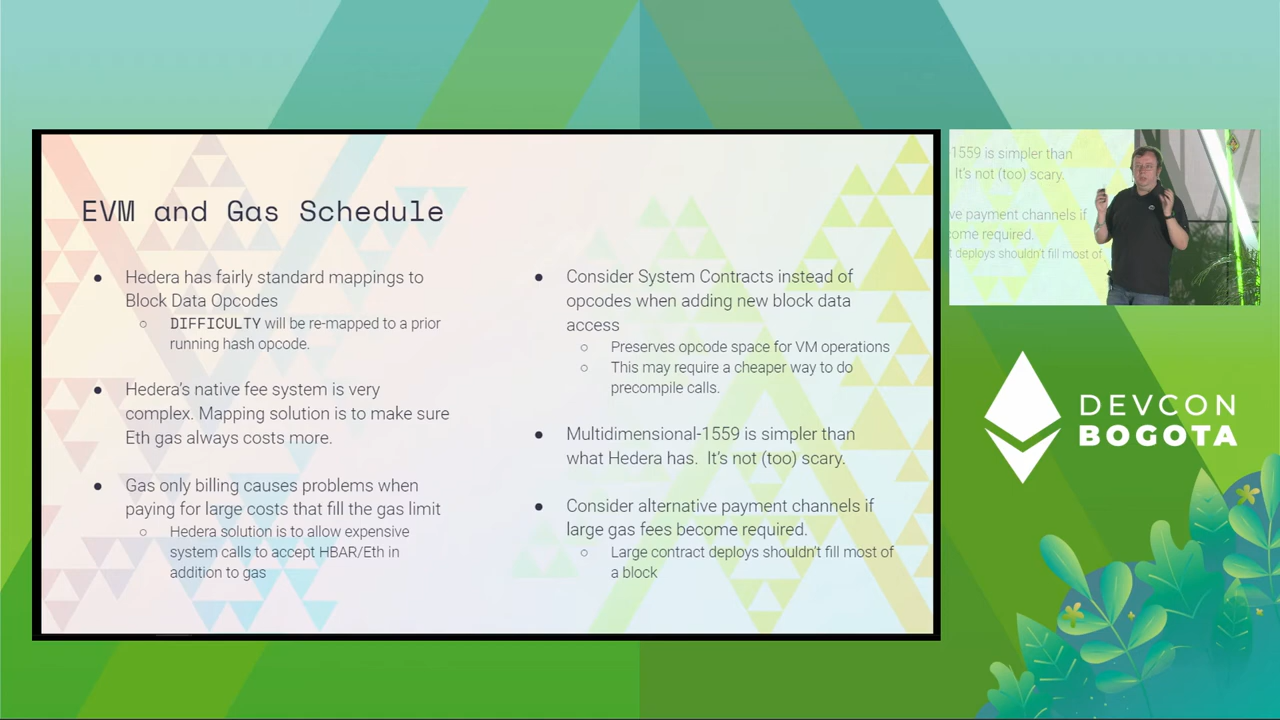 EVM and Gas Schedule
● Hedera has fairly standard mappings to
Block Data Opcodes
○ DIFFICULTY will be re-mapped to a prior
running hash opcode.
● Hedera’s native fee system is very
complex. Mapping solution is to make sure
Eth gas always costs more.
● Gas only billing causes problems when
paying for large costs that fill the gas limit
○ Hedera solution is to allow expensive
system calls to accept HBAR/Eth in
addition to gas
● Consider System Contracts instead of
opcodes when adding new block data
access
○ Preserves opcode space for VM operations
○ This may require a cheaper way to do
precompile calls.
● Multidimensional-1559 is simpler than
what Hedera has. It’s not (too) scary.
● Consider alternative payment channels if
large gas fees become required.
○ Large contract deploys shouldn’t fill most of
a block
1559 is simpler than
It’s not (too) scary.
ve payment channels if
come required.
t deploys shouldn’t fill most of
DEVCON
BOGOTA